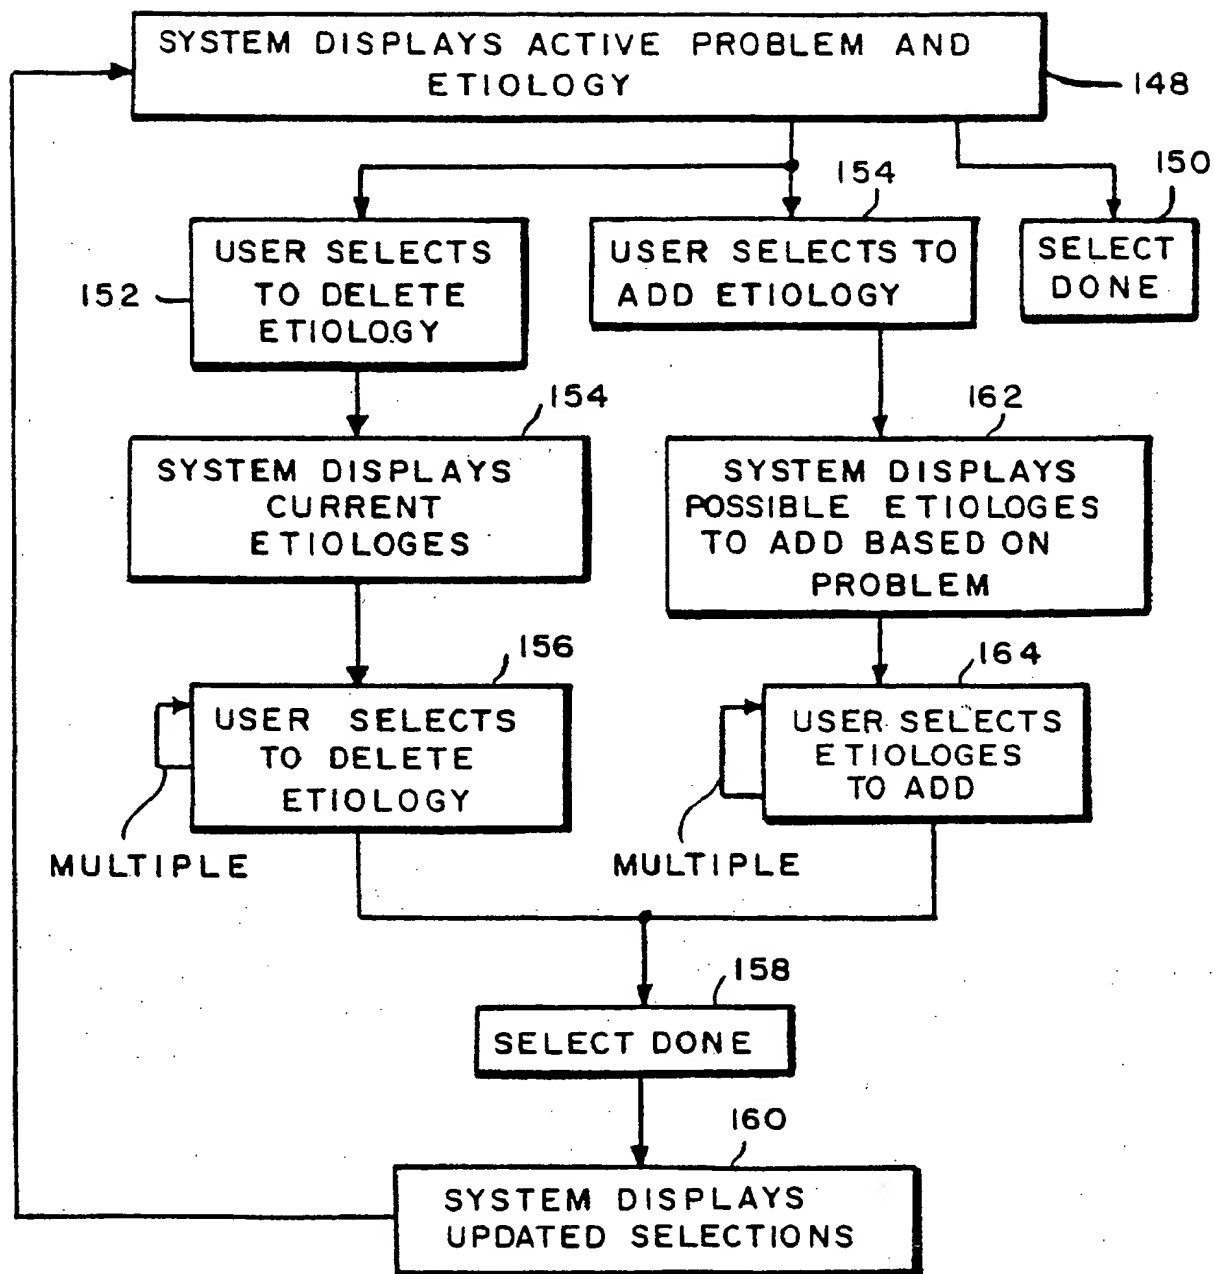 SYSTEM DISPLAYS ACTIVE PROBLEM AND
ETIOLOGY
148
150
SELECT
DONE
152
USER SELECTS
TO DELETE
ETIOLOGY
154
USER SELECTS TO
ADD ETIOLOGY
154
SYSTEM DISPLAYS
CURRENT
ETIOLOGES
162
SYSTEM DISPLAYS
POSSIBLE ETIOLOGES
TO ADD BASED ON
PROBLEM
156
USER SELECTS
TO DELETE
ETIOLOGY
MULTIPLE
164
USER SELECTS
ETIOLOGES
TO ADD
MULTIPLE
158
SELECT DONE
160
SYSTEM DISPLAYS
UPDATED SELECTIONS